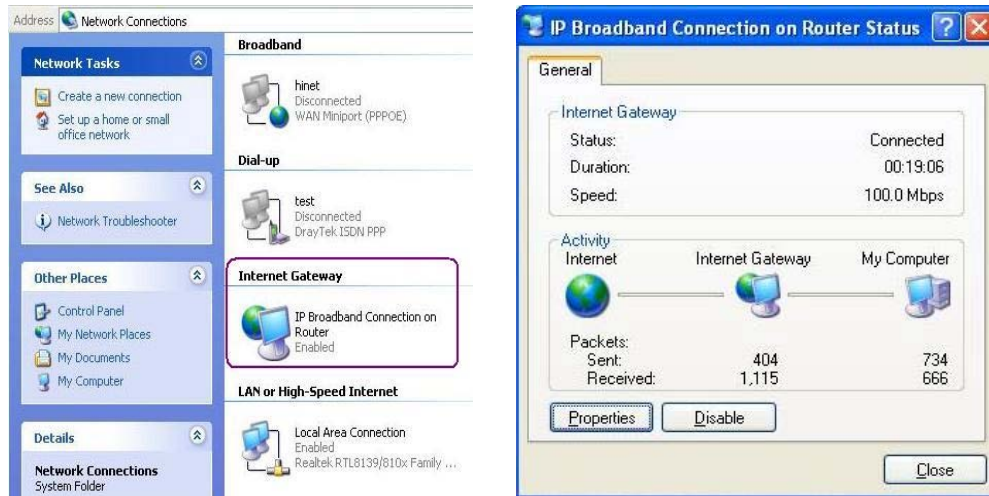 Address Network Connections
Network Tasks
Create a new connection
Set up a home or small
office network
See Also
Network Troubleshooter
Other Places
Control Panel
My Network Places
My Documents
My Computer
Details
Network Connections
System Folder
Broadband
hinet
Disconnected
WAN Miniport (PPPOE)
Dial-up
test
Disconnected
DrayTek ISDN PPP
Internet Gateway
IP Broadband Connection on
Router
Enabled
LAN or High-Speed Internet
Local Area Connection
Enabled
Realtek RTL8139/810x Family ...
IP Broadband Connection on Router Status
General
Internet Gateway
Status: Connected
Duration: 00:19:06
Speed: 100.0 Mbps
Activity
Internet Internet Gateway My Computer
Packets:
Sent: 404 734
Received: 1,115 666
Properties Disable
Close